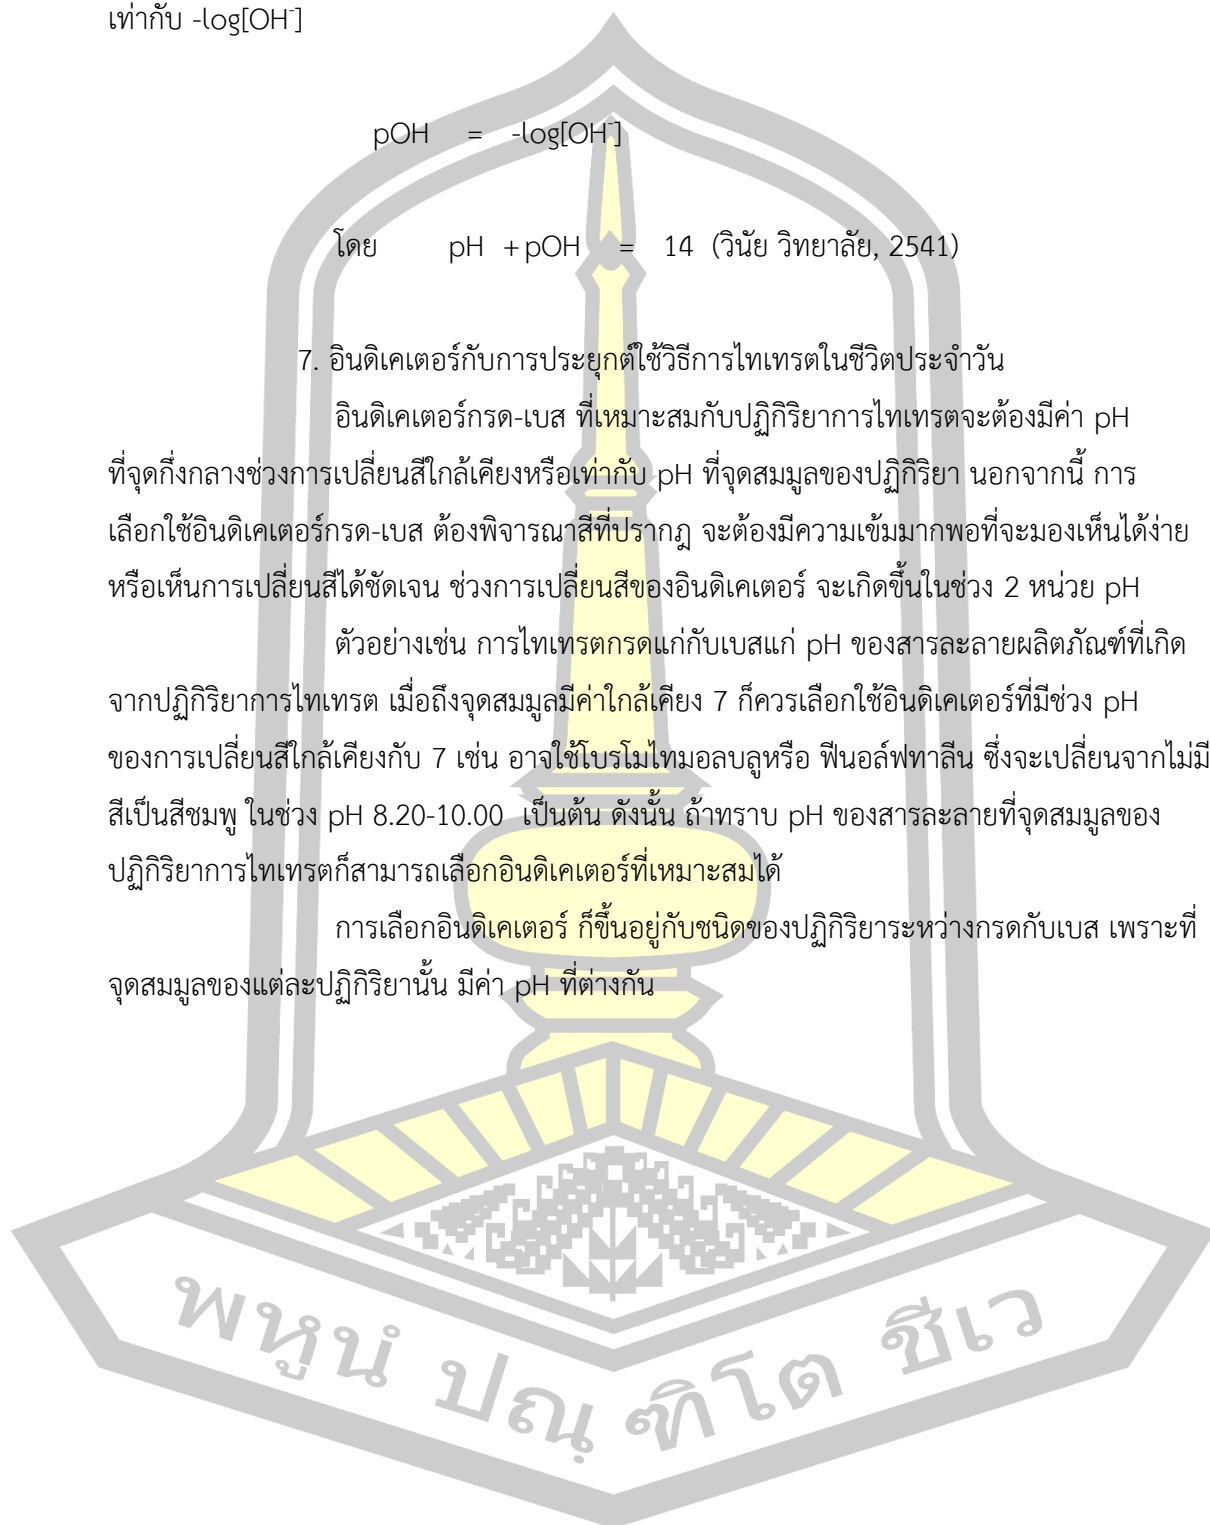 เท่ากับ -log[OH⁻]
pOH = -log[OH⁻]
โดย pH +pOH = 14 (วินัย วิทยาลัย, 2541)
7. อินดิเคเตอร์กับการประยุกต์ใช้วิธีการไทเทรตในชีวิตประจำวัน
อินดิเคเตอร์กรด-เบส ที่เหมาะสมกับปฏิกิริยาการไทเทรตจะต้องมีค่า pH
ที่จุดกึ่งกลางช่วงการเปลี่ยนสีใกล้เคียงหรือเท่ากับ pH ที่จุดสมมูลของปฏิกิริยา นอกจากนี้ การ
เลือกใช้อินดิเคเตอร์กรด-เบส ต้องพิจารณาสีที่ปรากฎ จะต้องมีความเข้มมากพอที่จะมองเห็นได้ง่าย
หรือเห็นการเปลี่ยนสีได้ชัดเจน ช่วงการเปลี่ยนสีของอินดิเคเตอร์ จะเกิดขึ้นในช่วง 2 หน่วย pH
ตัวอย่างเช่น การไทเทรตกรดแก่กับเบสแก่ pH ของสารละลายผลิตภัณฑ์ที่เกิด
จากปฏิกิริยาการไทเทรต เมื่อถึงจุดสมมูลมีค่าใกล้เคียง 7 ก็ควรเลือกใช้อินดิเคเตอร์ที่มีช่วง pH
ของการเปลี่ยนสีใกล้เคียงกับ 7 เช่น อาจใช้โบรโมไทมอลบลูหรือ ฟีนอล์ฟทาลีน ซึ่งจะเปลี่ยนจากไม่มี
สีเป็นสีชมพู ในช่วง pH 8.20-10.00 เป็นต้น ดังนั้น ถ้าทราบ pH ของสารละลายที่จุดสมมูลของ
ปฏิกิริยาการไทเทรตก็สามารถเลือกอินดิเคเตอร์ที่เหมาะสมได้
การเลือกอินดิเคเตอร์ ก็ขึ้นอยู่กับชนิดของปฏิกิริยาระหว่างกรดกับเบส เพราะที่
จุดสมมูลของแต่ละปฏิกิริยานั้น มีค่า pH ที่ต่างกัน
พหูนํ ปณฺ ฑิโต ชีเว